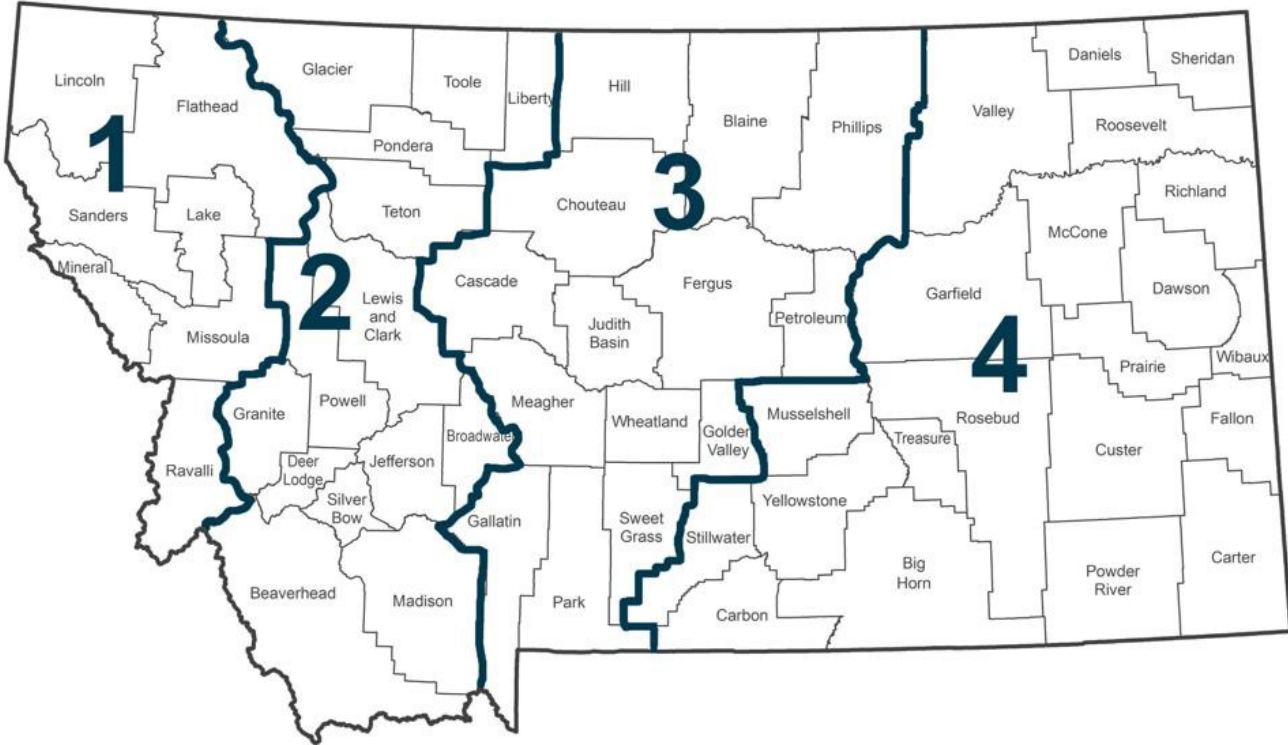 Lincoln
Flathead
1
Sanders
Lake
Mineral
Missoula
Ravalli
Glacier
Toole
Liberty
Pondera
Teton
2
Lewis
and
Clark
Powell
Granite
Deer
Lodge
Silver
Bow
Jefferson
Broadwater
Beaverhead
Madison
Hill
Blaine
Phillips
Chouteau
3
Cascade
Fergus
Judith
Basin
Petroleum
Meagher
Wheatland
Golden
Valley
Gallatin
Park
Sweet
Grass
Valley
Daniels
Sheridan
Roosevelt
Richland
McCone
Garfield
Dawson
4
Prairie
Wibaux
Musselshell
Rosebud
Treasure
Custer
Fallon
Yellowstone
Stillwater
Carbon
Big
Horn
Powder
River
Carter